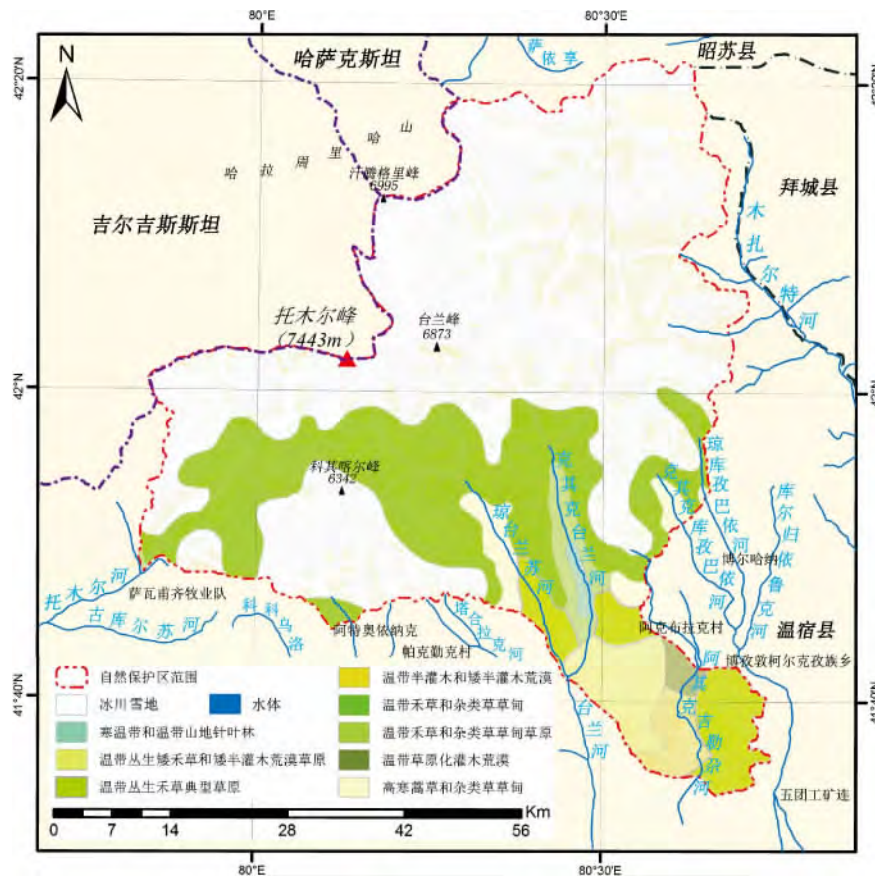 80°E
80°30′E
哈萨克斯坦
萨依享
昭苏县
N
42°20′N
42°20′N
哈拉周里哈山
汗腾格里峰
6995
拜城县
吉尔吉斯斯坦
木扎尔特河
托木尔峰
(7443m)
台兰峰
6873
42°N
42°N
科其喀尔峰
6342
琼台兰苏河
克其克台兰河
克其克库孜巴依河
琼库孜巴依河
库尔归依鲁克河
博尔哈纳
托木尔河
萨瓦甫齐牧业队
古库尔苏河
科科乌洛
阿特奥依纳克
塔合拉克河
帕克勤克村
阿克布拉克村
温宿县
博孜敦柯尔克孜族乡
阿其克吉勒尕河
台兰河
五团工矿连
41°40′N
41°40′N
自然保护区范围
冰川雪地
水体
寒温带和温带山地针叶林
温带丛生矮禾草和矮半灌木荒漠草原
温带丛生禾草典型草原
温带半灌木和矮半灌木荒漠
温带禾草和杂类草草甸
温带禾草和杂类草草甸草原
温带草原化灌木荒漠
高寒蒿草和杂类草草甸
Km
0 7 14 28 42 56
80°E
80°30′E